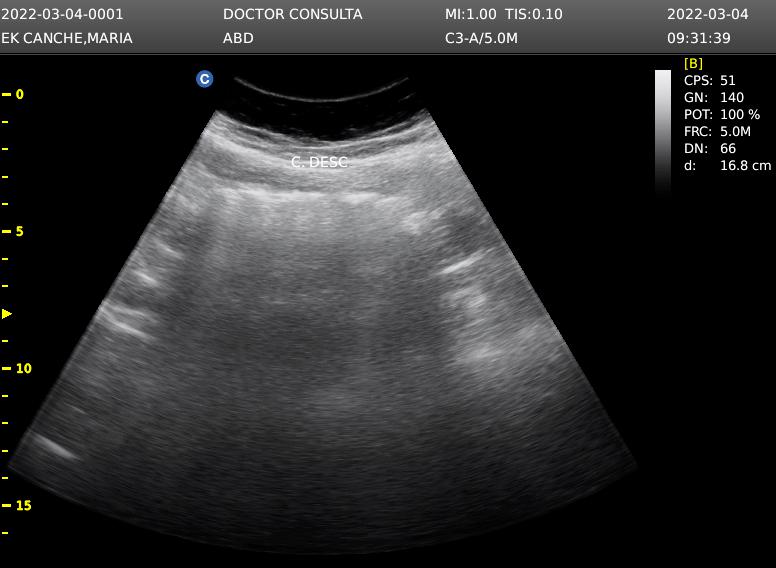 2022-03-04-0001 DOCTOR CONSULTA MI:1.00 TIS:0.10 2022-03-04
EK CANCHE,MARIA ABD C3-A/5.0M 09:31:39
[B]
C
CPS: 51
0
GN: 140
POT: 100 %
FRC: 5.0M
DN: 66
C. DESC
d: 16.8 cm
5
10
15